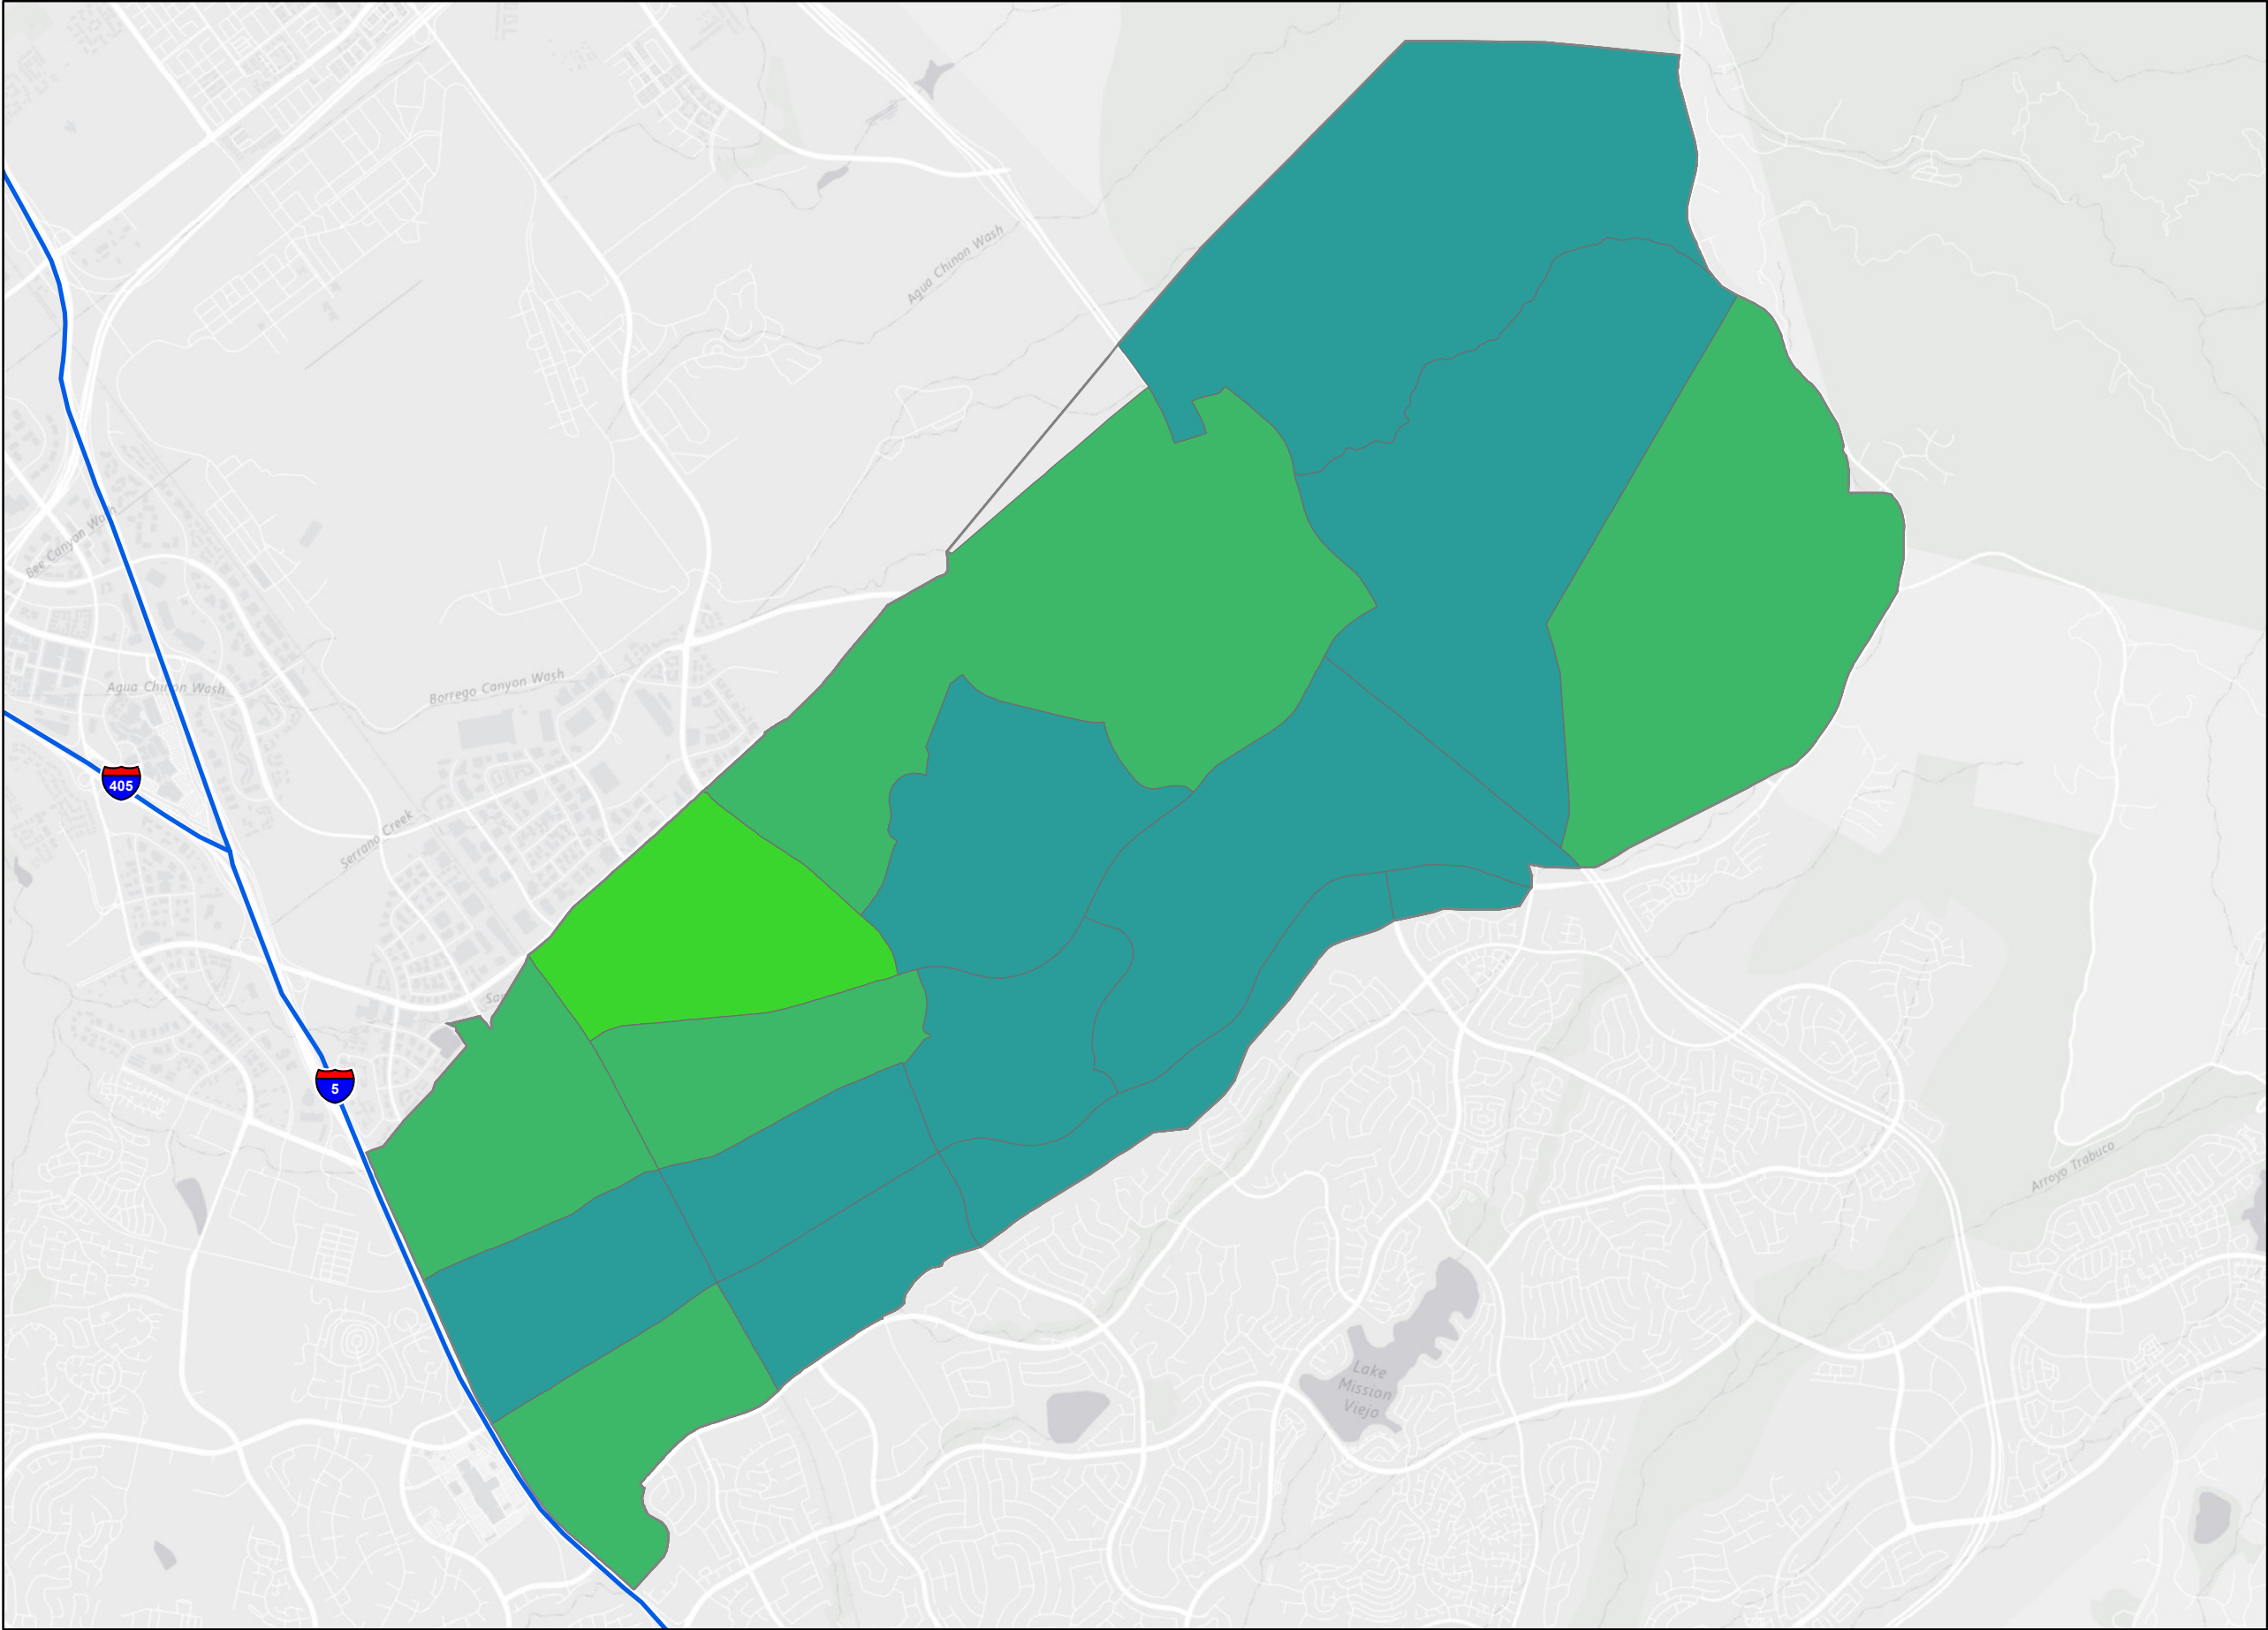 Agua Chinon Wash
Bee Canyon Wash
Agua Chinon Wash
Borrego Canyon Wash
405
Serrano Creek
5
Arroyo Trabuco
Lake
Mission
Viejo